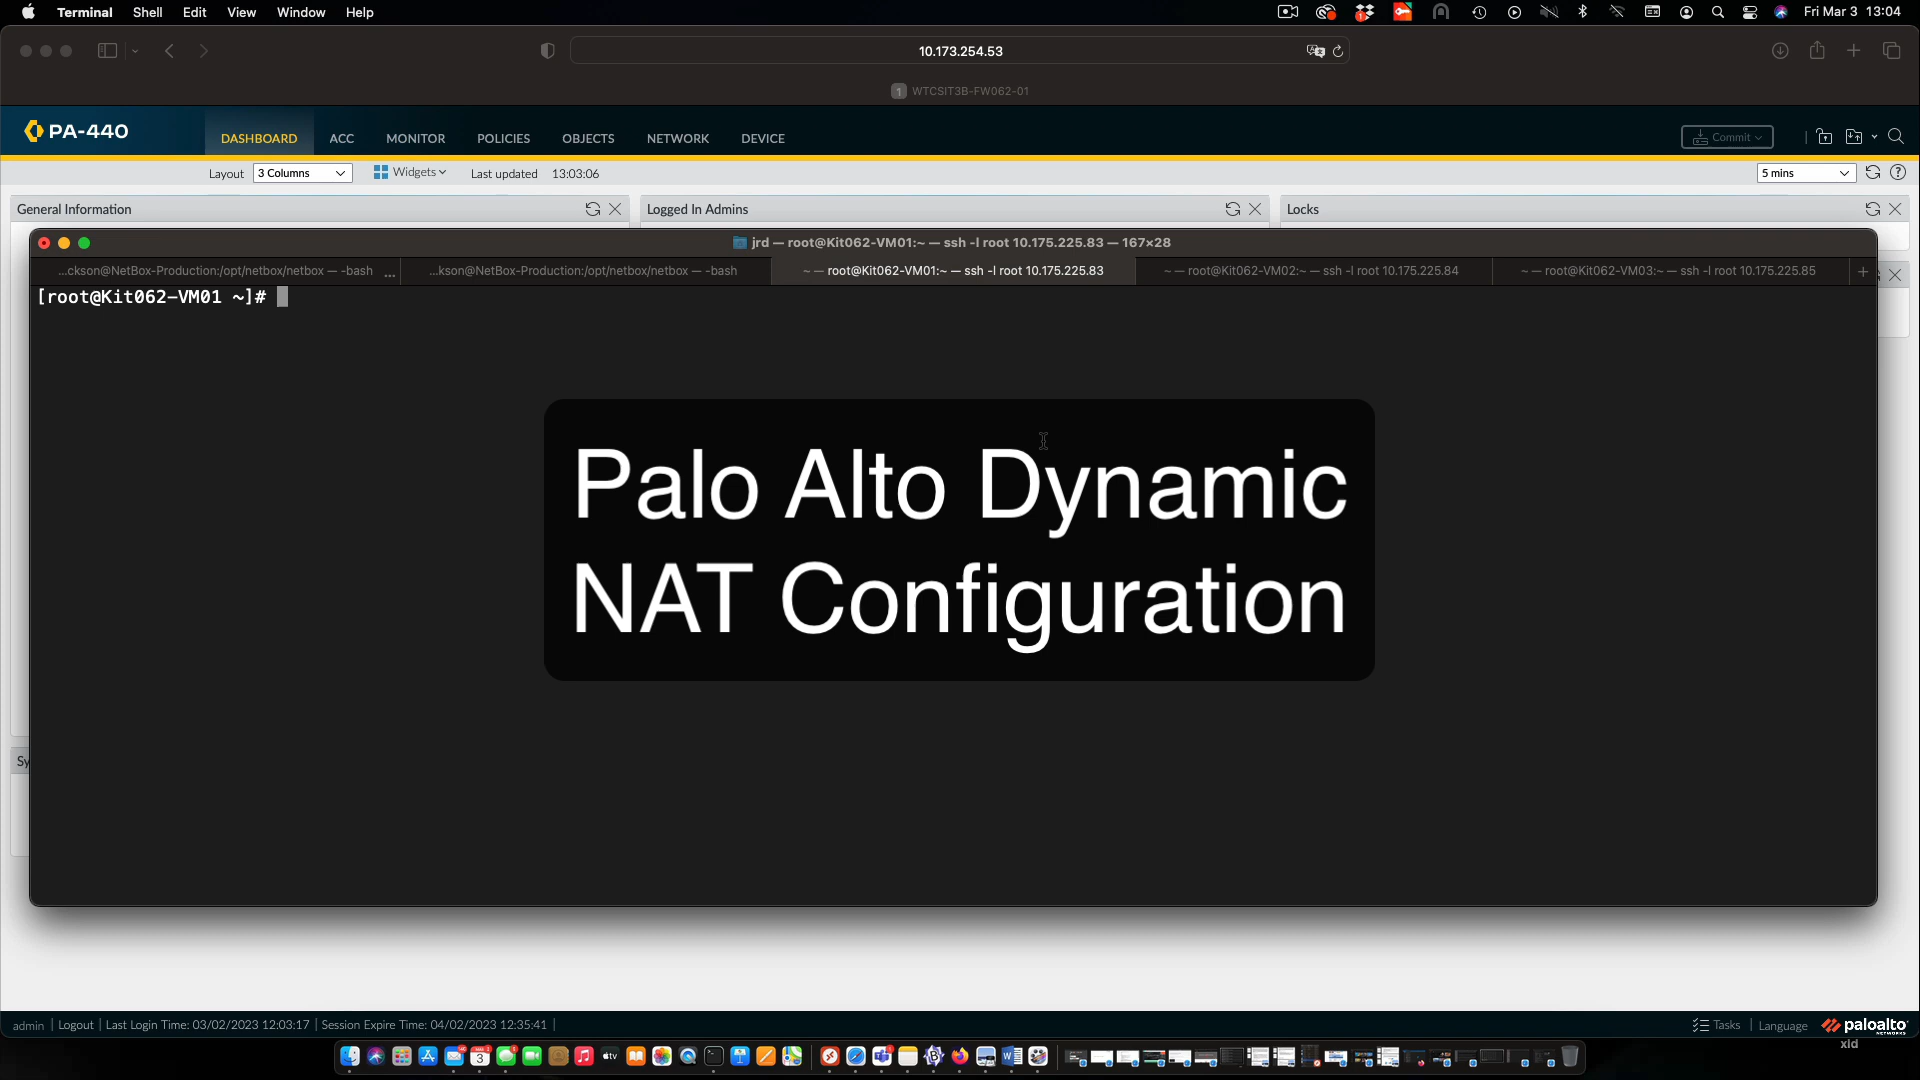 Terminal Shell Edit View Window Help Fri Mar 3 13:04
10.173.254.53
1 WTCSIT3B-FW062-01
PA-440 DASHBOARD ACC MONITOR POLICIES OBJECTS NETWORK DEVICE Commit
Layout 3 Columns Widgets Last updated 13:03:06 5 mins
General Information Logged In Admins Locks
jrd — root@Kit062-VM01:~ — ssh -l root 10.175.225.83 — 167×28
...ckson@NetBox-Production:/opt/netbox/netbox — -bash ... ...kson@NetBox-Production:/opt/netbox/netbox — -bash ~ — root@Kit062-VM01:~ — ssh -l root 10.175.225.83 ~ — root@Kit062-VM02:~ — ssh -l root 10.175.225.84 ~ — root@Kit062-VM03:~ — ssh -l root 10.175.225.85 +
[root@Kit062-VM01 ~]#
Palo Alto Dynamic
NAT Configuration
Sy
admin | Logout | Last Login Time: 03/02/2023 12:03:17 | Session Expire Time: 04/02/2023 12:35:41 | Tasks | Language paloalto
NETWORKS
xld